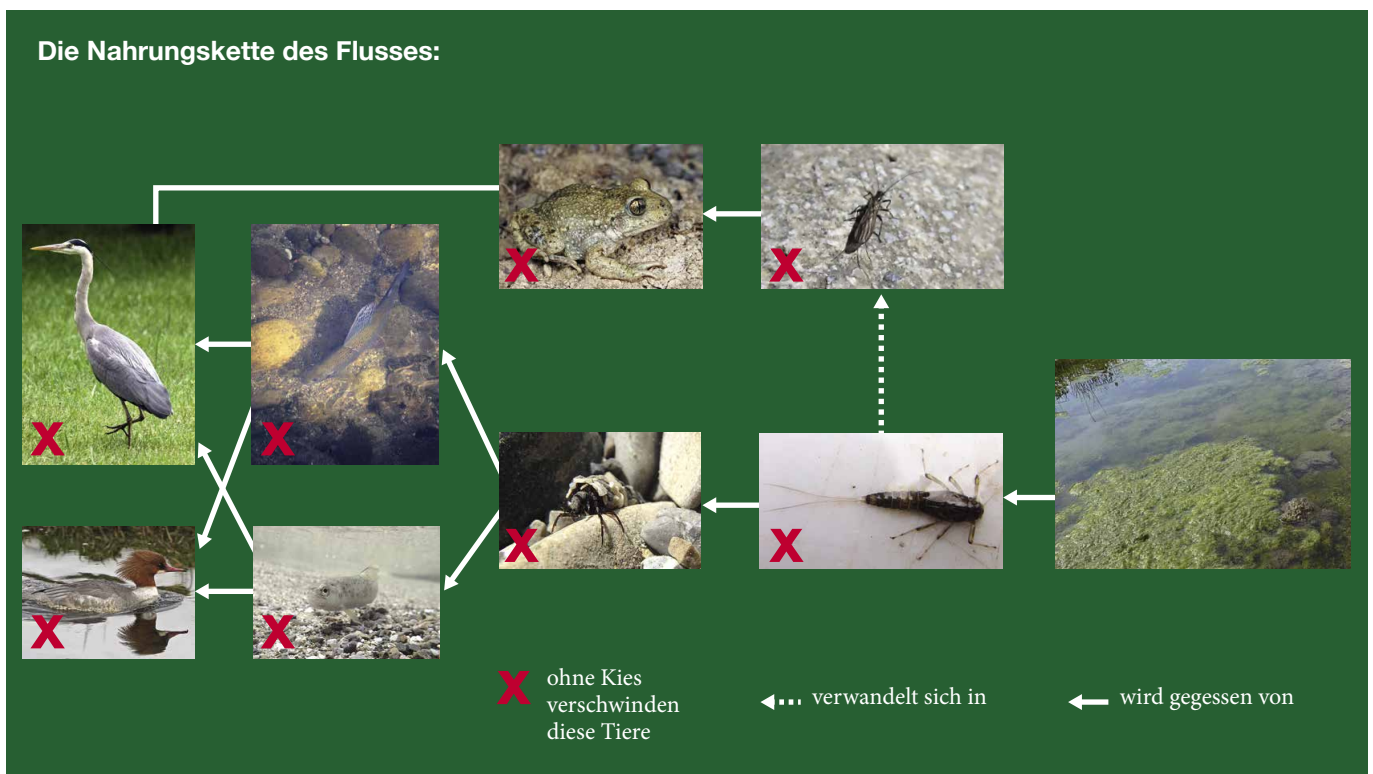 Die Nahrungskette des Flusses:
X
X
X
X
X
X
X
X
X
ohne Kies
verschwinden
diese Tiere
verwandelt sich in
wird gegessen von